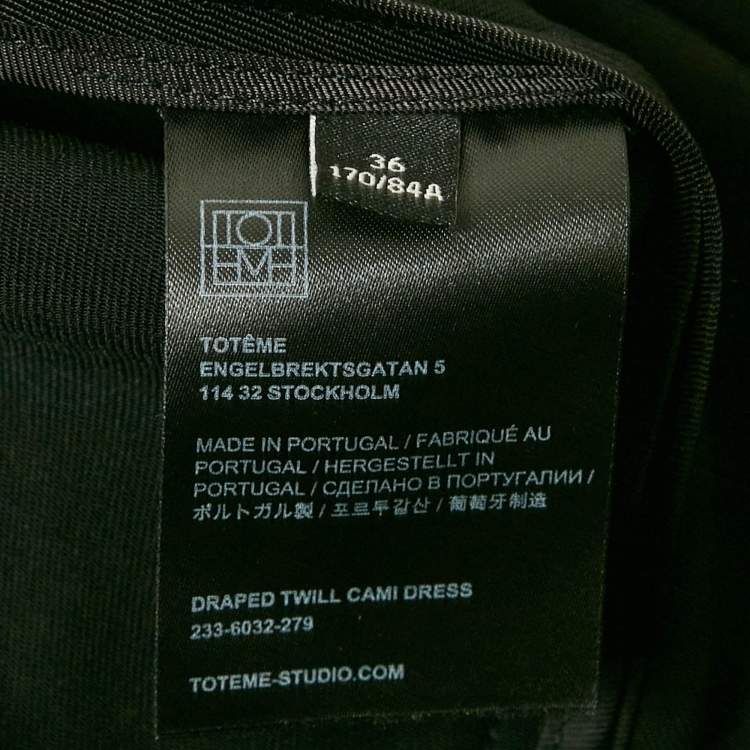 36
170/84A
TOTEME
TOTÊME
ENGELBREKTSGATAN 5
114 32 STOCKHOLM
MADE IN PORTUGAL / FABRIQUÉ AU
PORTUGAL / HERGESTELLT IN
PORTUGAL / СДЕЛАНО В ПОРТУГАЛИИ /
ポルトガル製 / 포르투갈산 / 葡萄牙制造
DRAPED TWILL CAMI DRESS
233-6032-279
TOTEME-STUDIO.COM